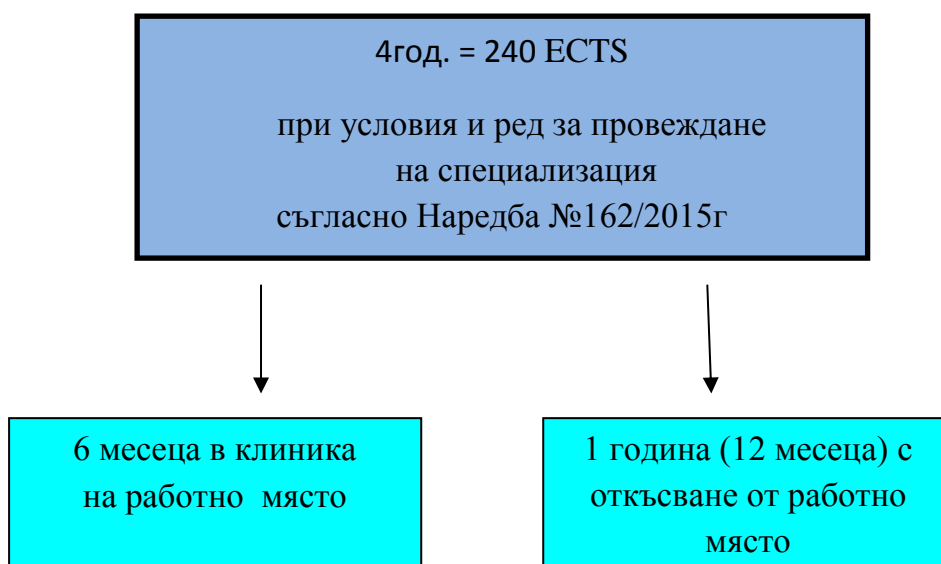 4год. = 240 ECTS
при условия и ред за провеждане
на специализация
съгласно Наредба №162/2015г
6 месеца в клиника
на работно място
1 година (12 месеца) с
откъсване от работно
място